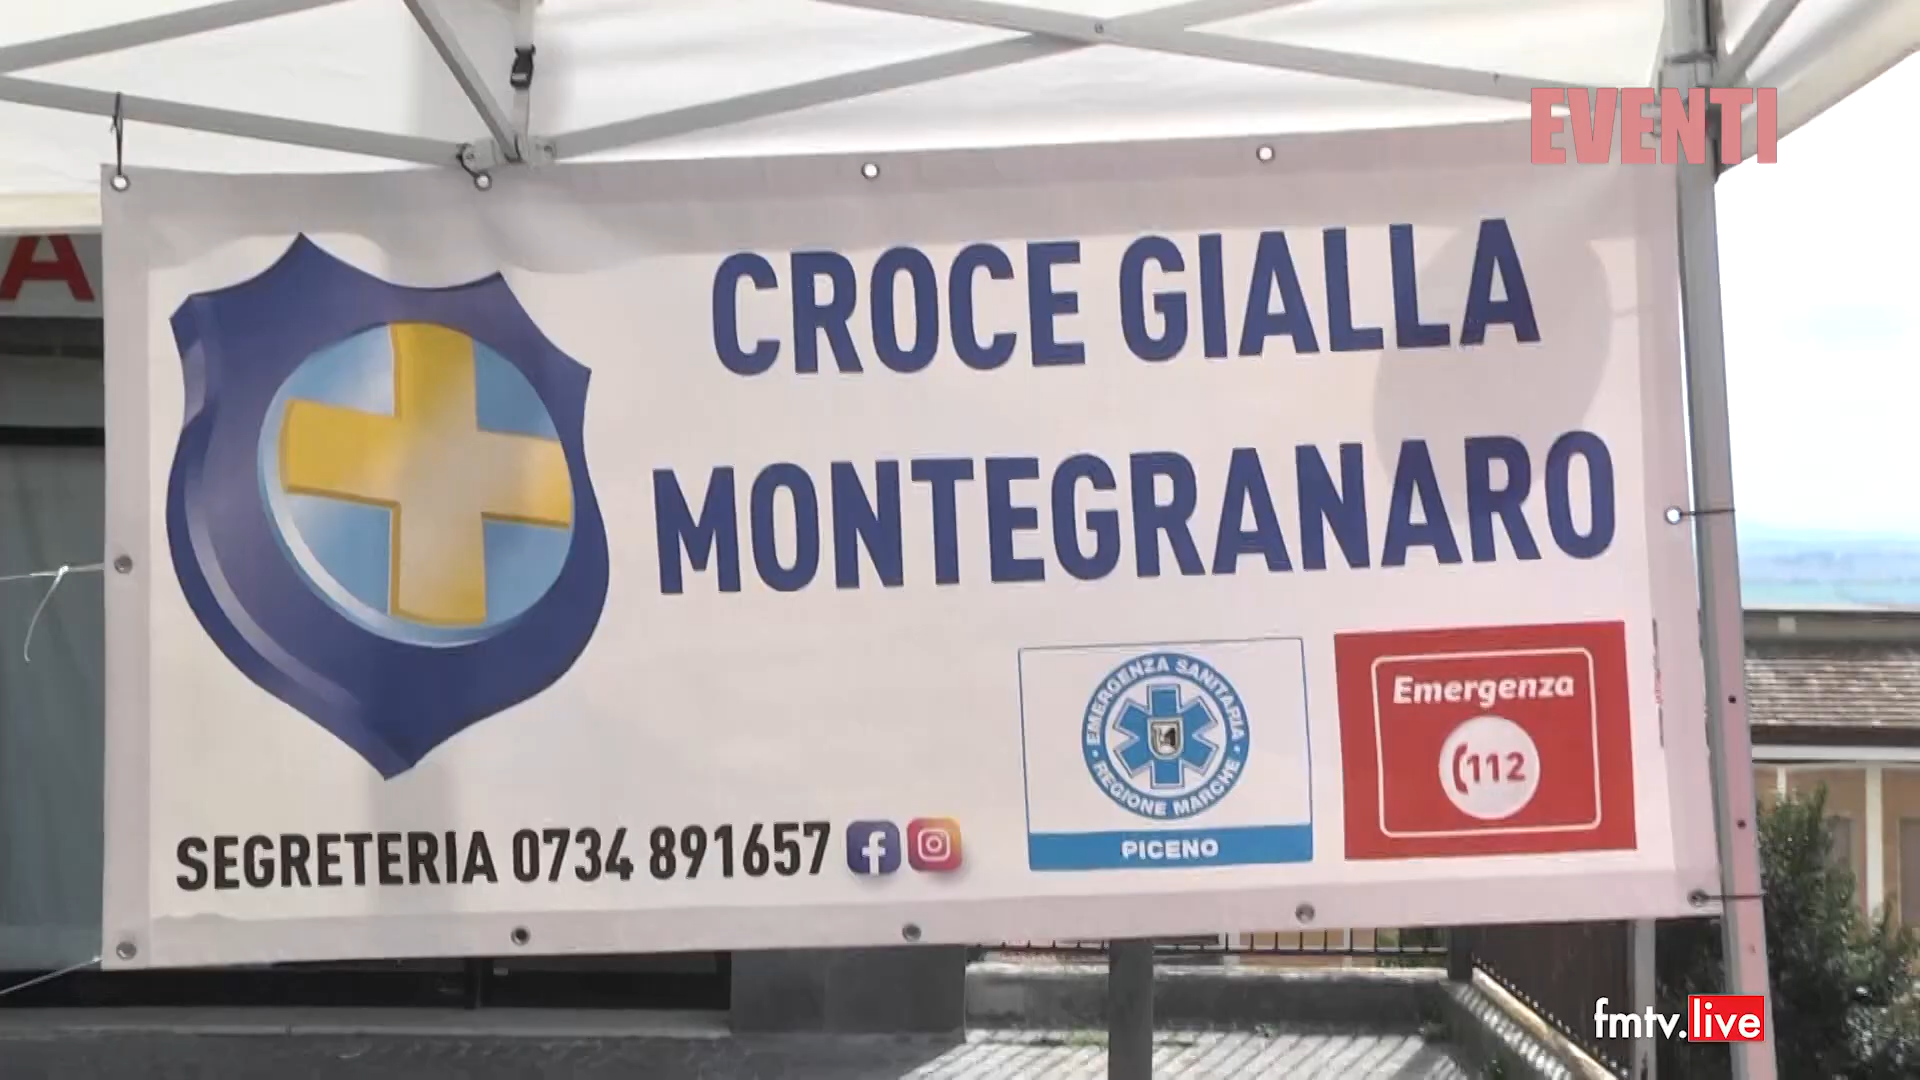 EVENTI
A
CROCE GIALLA
MONTEGRANARO
EMERGENZA SANITARIA
REGIONE MARCHE
PICENO
Emergenza
112
SEGRETERIA 0734 891657
fmtv.live